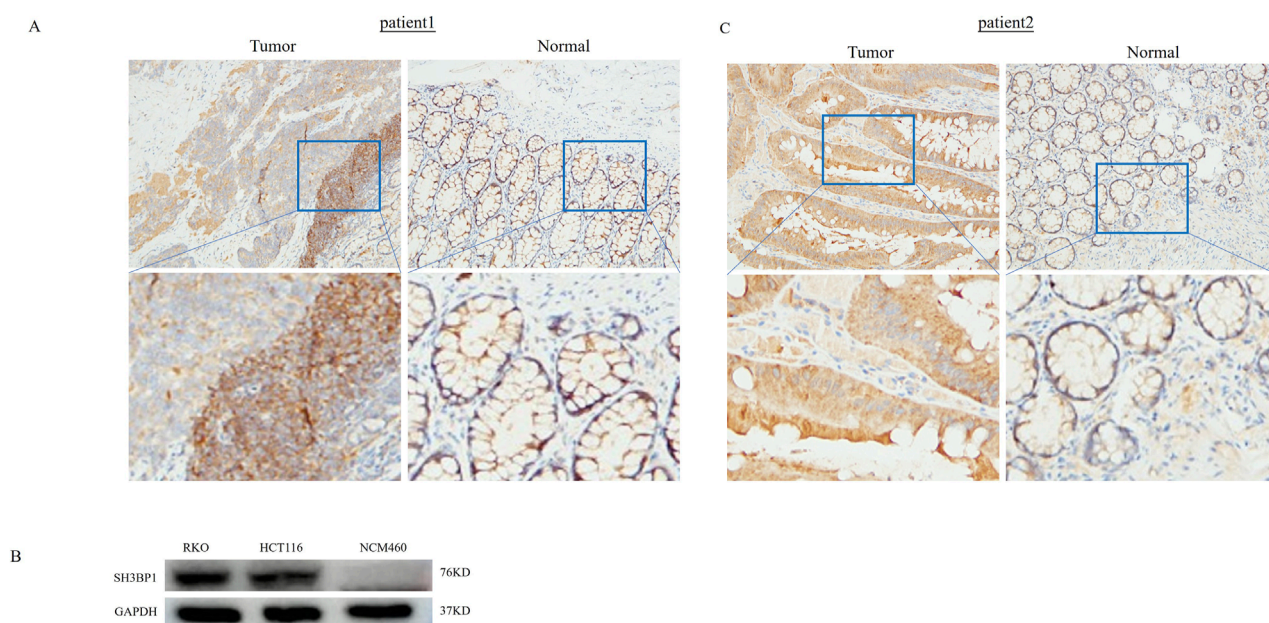 A
patient1
Tumor Normal
C
patient2
Tumor Normal
B
RKO HCT116 NCM460
SH3BP1 76KD
GAPDH 37KD